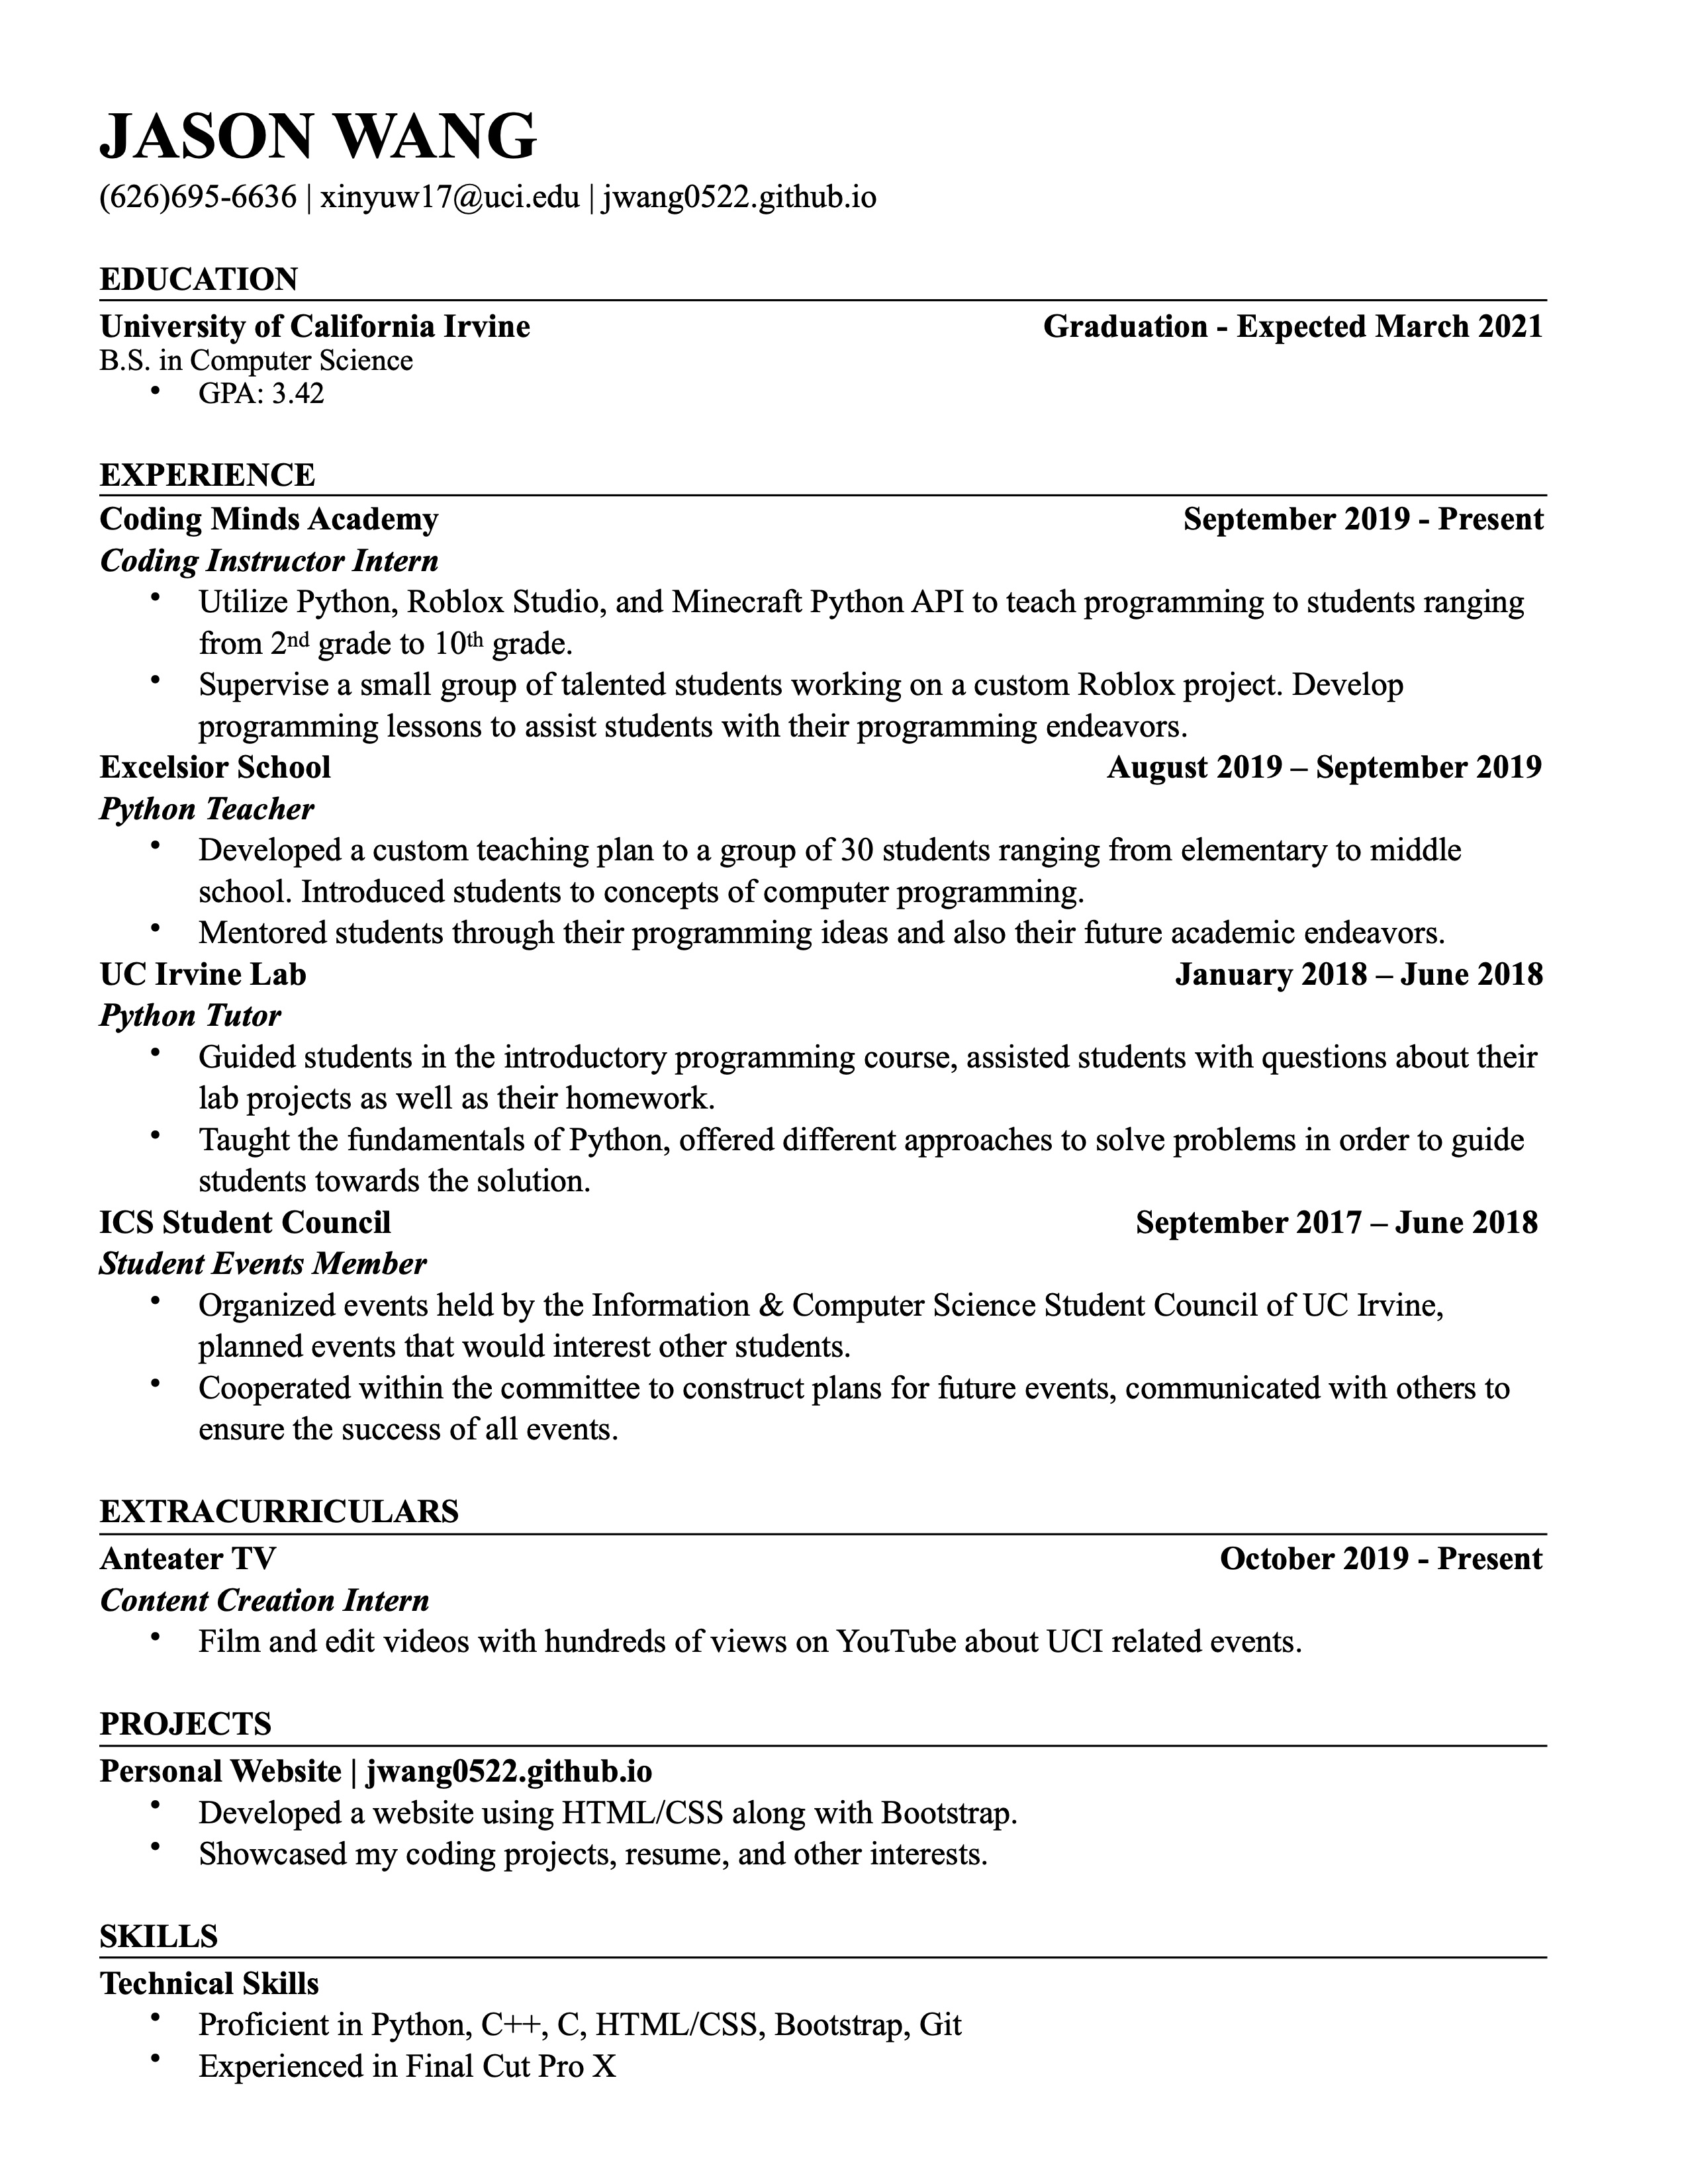 JASON WANG
(626)695-6636 | xinyuw17@uci.edu | jwang0522.github.io
EDUCATION
University of California Irvine Graduation - Expected March 2021
B.S. in Computer Science
• GPA: 3.42
EXPERIENCE
Coding Minds Academy September 2019 - Present
Coding Instructor Intern
• Utilize Python, Roblox Studio, and Minecraft Python API to teach programming to students ranging
from 2nd grade to 10th grade.
• Supervise a small group of talented students working on a custom Roblox project. Develop
programming lessons to assist students with their programming endeavors.
Excelsior School August 2019 – September 2019
Python Teacher
• Developed a custom teaching plan to a group of 30 students ranging from elementary to middle
school. Introduced students to concepts of computer programming.
• Mentored students through their programming ideas and also their future academic endeavors.
UC Irvine Lab January 2018 – June 2018
Python Tutor
• Guided students in the introductory programming course, assisted students with questions about their
lab projects as well as their homework.
• Taught the fundamentals of Python, offered different approaches to solve problems in order to guide
students towards the solution.
ICS Student Council September 2017 – June 2018
Student Events Member
• Organized events held by the Information & Computer Science Student Council of UC Irvine,
planned events that would interest other students.
• Cooperated within the committee to construct plans for future events, communicated with others to
ensure the success of all events.
EXTRACURRICULARS
Anteater TV October 2019 - Present
Content Creation Intern
• Film and edit videos with hundreds of views on YouTube about UCI related events.
PROJECTS
Personal Website | jwang0522.github.io
• Developed a website using HTML/CSS along with Bootstrap.
• Showcased my coding projects, resume, and other interests.
SKILLS
Technical Skills
• Proficient in Python, C++, C, HTML/CSS, Bootstrap, Git
• Experienced in Final Cut Pro X